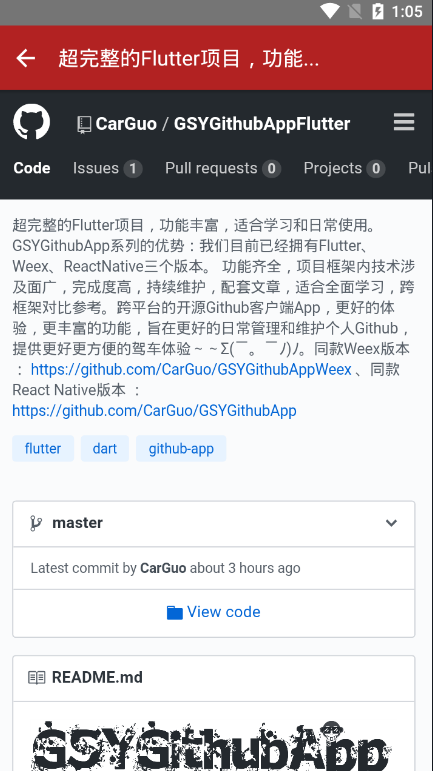 1:05
超完整的Flutter项目，功能...
CarGuo / GSYGithubAppFlutter
Code Issues 1 Pull requests 0 Projects 0 Pul
超完整的Flutter项目，功能丰富，适合学习和日常使用。
GSYGithubApp系列的优势：我们目前已经拥有Flutter、
Weex、ReactNative三个版本。 功能齐全，项目框架内技术涉
及面广，完成度高，持续维护，配套文章，适合全面学习，跨
框架对比参考。跨平台的开源Github客户端App，更好的体
验，更丰富的功能，旨在更好的日常管理和维护个人Github，
提供更好更方便的驾车体验～～Σ(￣。￣ﾉ)ﾉ。同款Weex版本
： https://github.com/CarGuo/GSYGithubAppWeex 、同款
React Native版本 ：
https://github.com/CarGuo/GSYGithubApp
flutter dart github-app
master
Latest commit by CarGuo about 3 hours ago
View code
README.md
GSYGithubApp